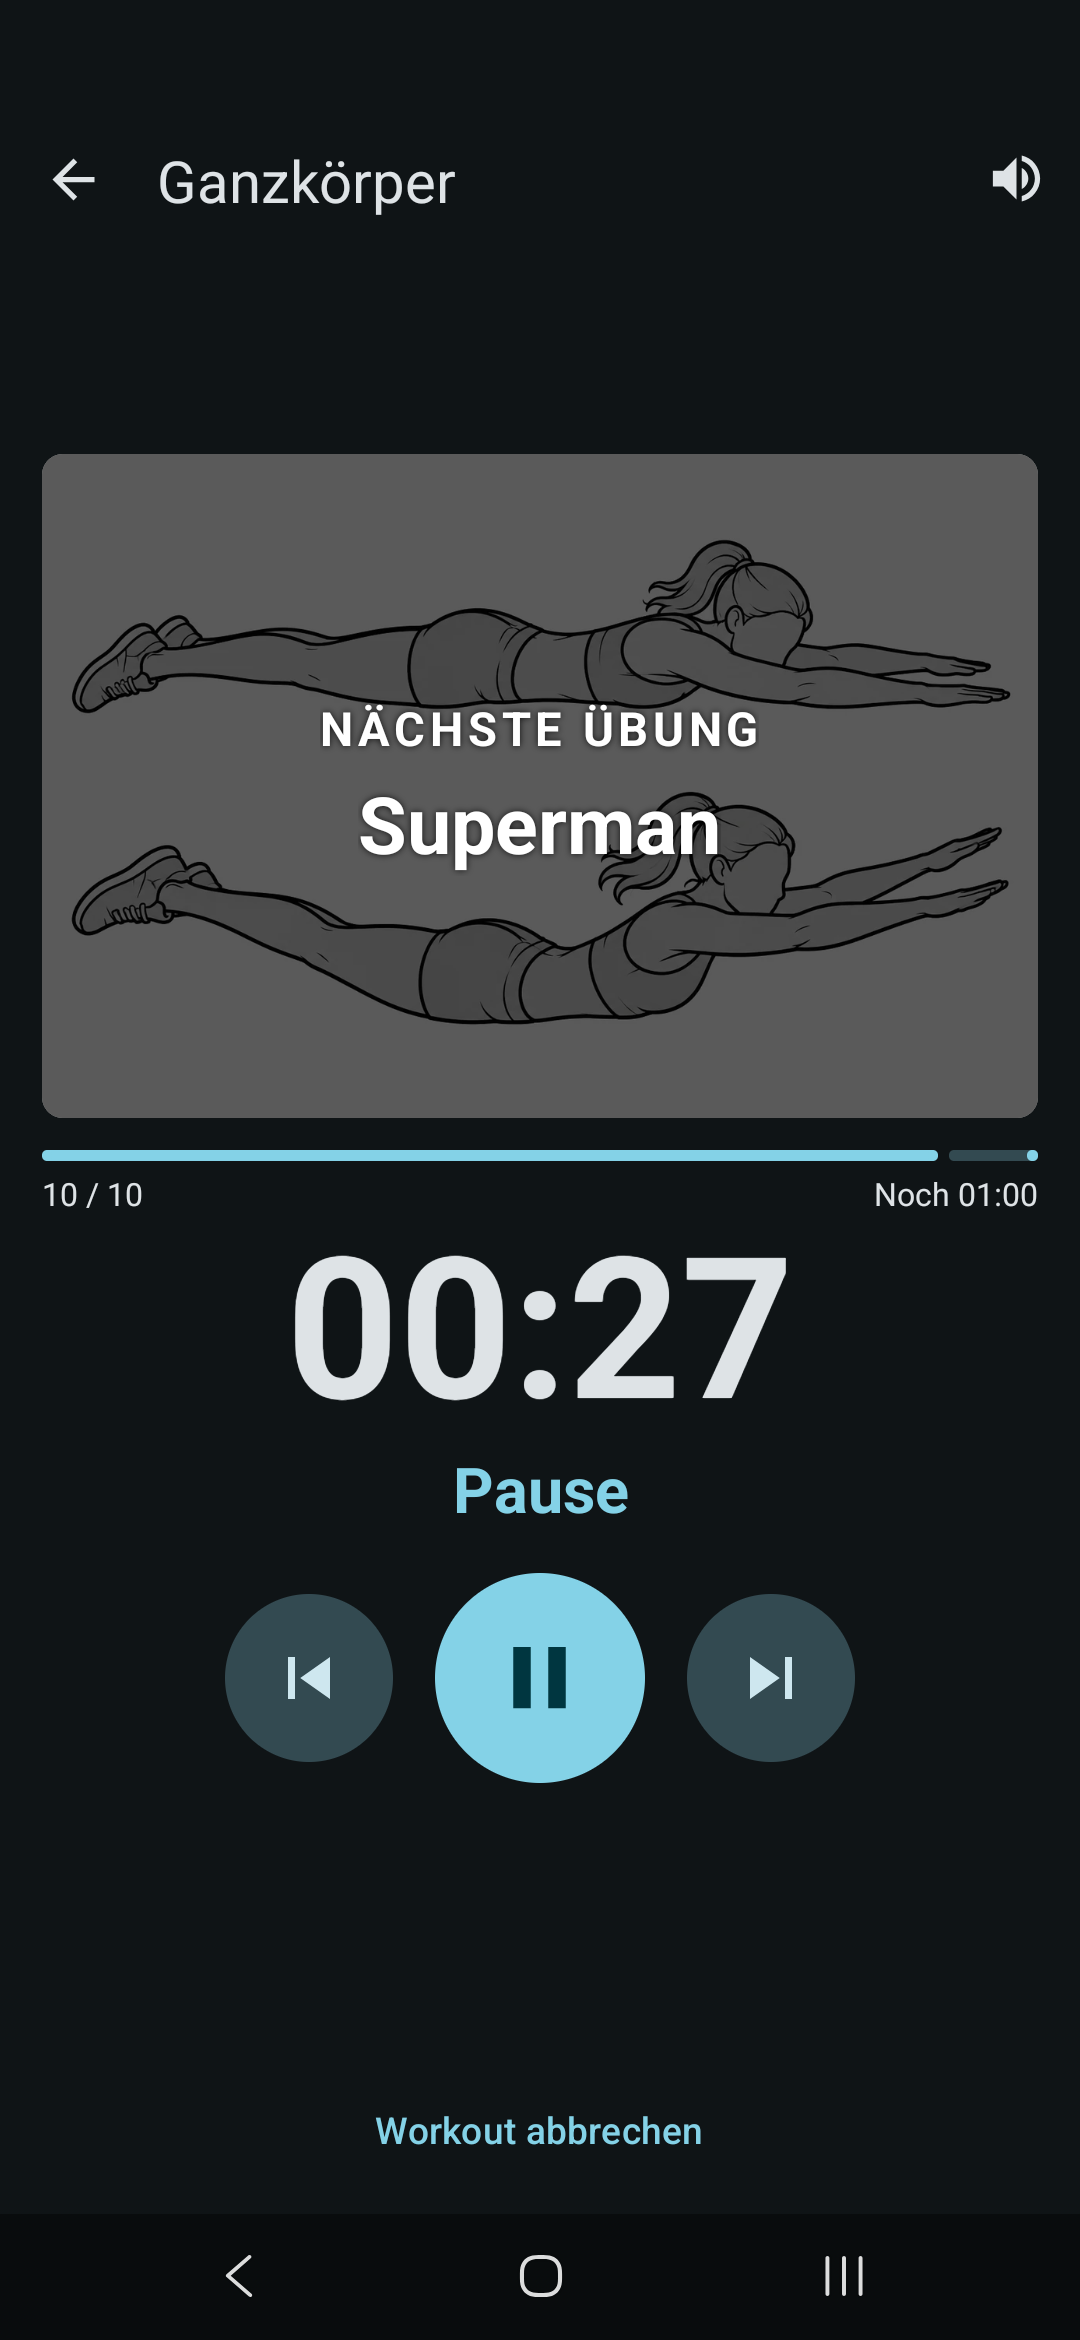 Ganzkörper
NÄCHSTE ÜBUNG
Superman
10 / 10
Noch 01:00
00:27
Pause
Workout abbrechen